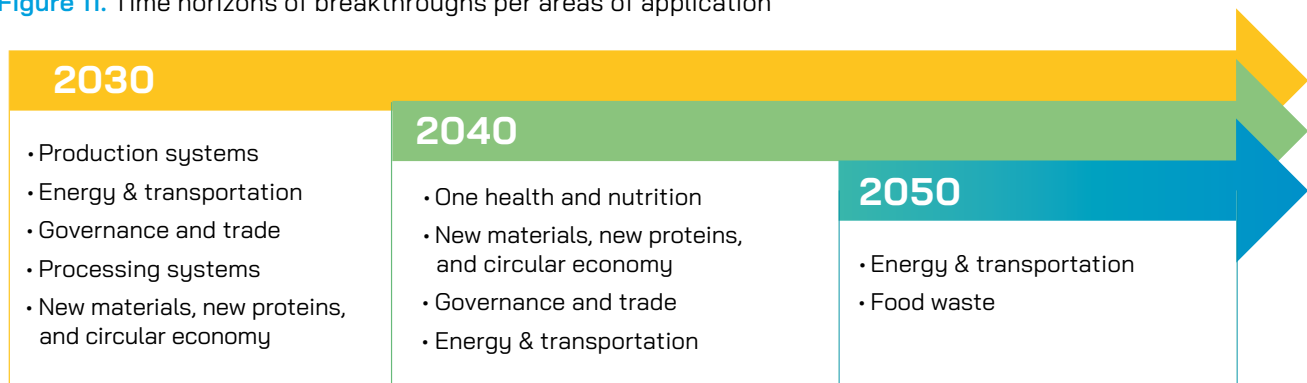 Figure 11. Time horizons of breakthroughs per areas of application
2030
• Production systems
• Energy & transportation
• Governance and trade
• Processing systems
• New materials, new proteins,
and circular economy
2040
• One health and nutrition
• New materials, new proteins,
and circular economy
• Governance and trade
• Energy & transportation
2050
• Energy & transportation
• Food waste